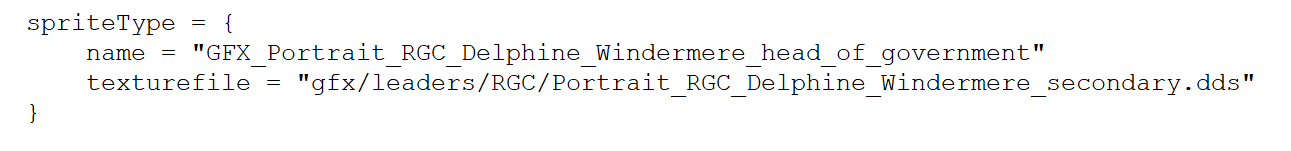 spriteType = {
    name = "GFX_Portrait_RGC_Delphine_Windermere_head_of_government"
    texturefile = "gfx/leaders/RGC/Portrait_RGC_Delphine_Windermere_secondary.dds"
}